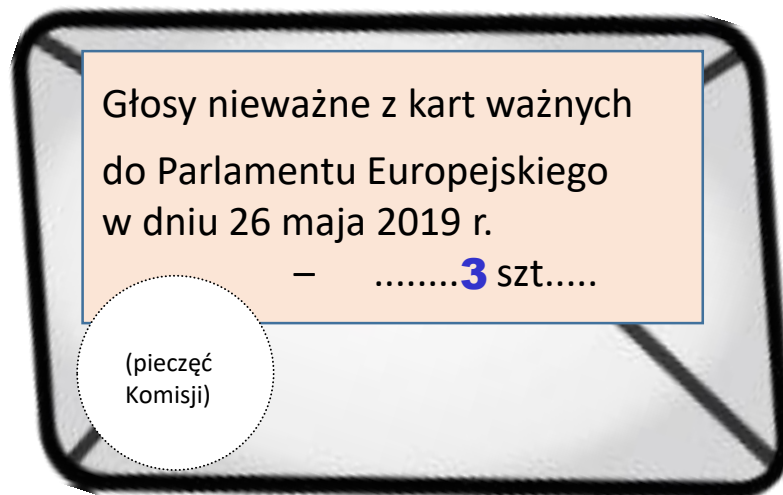 Głosy nieważne z kart ważnych
do Parlamentu Europejskiego
w dniu 26 maja 2019 r.
– ........3 szt.....
(pieczęć
Komisji)